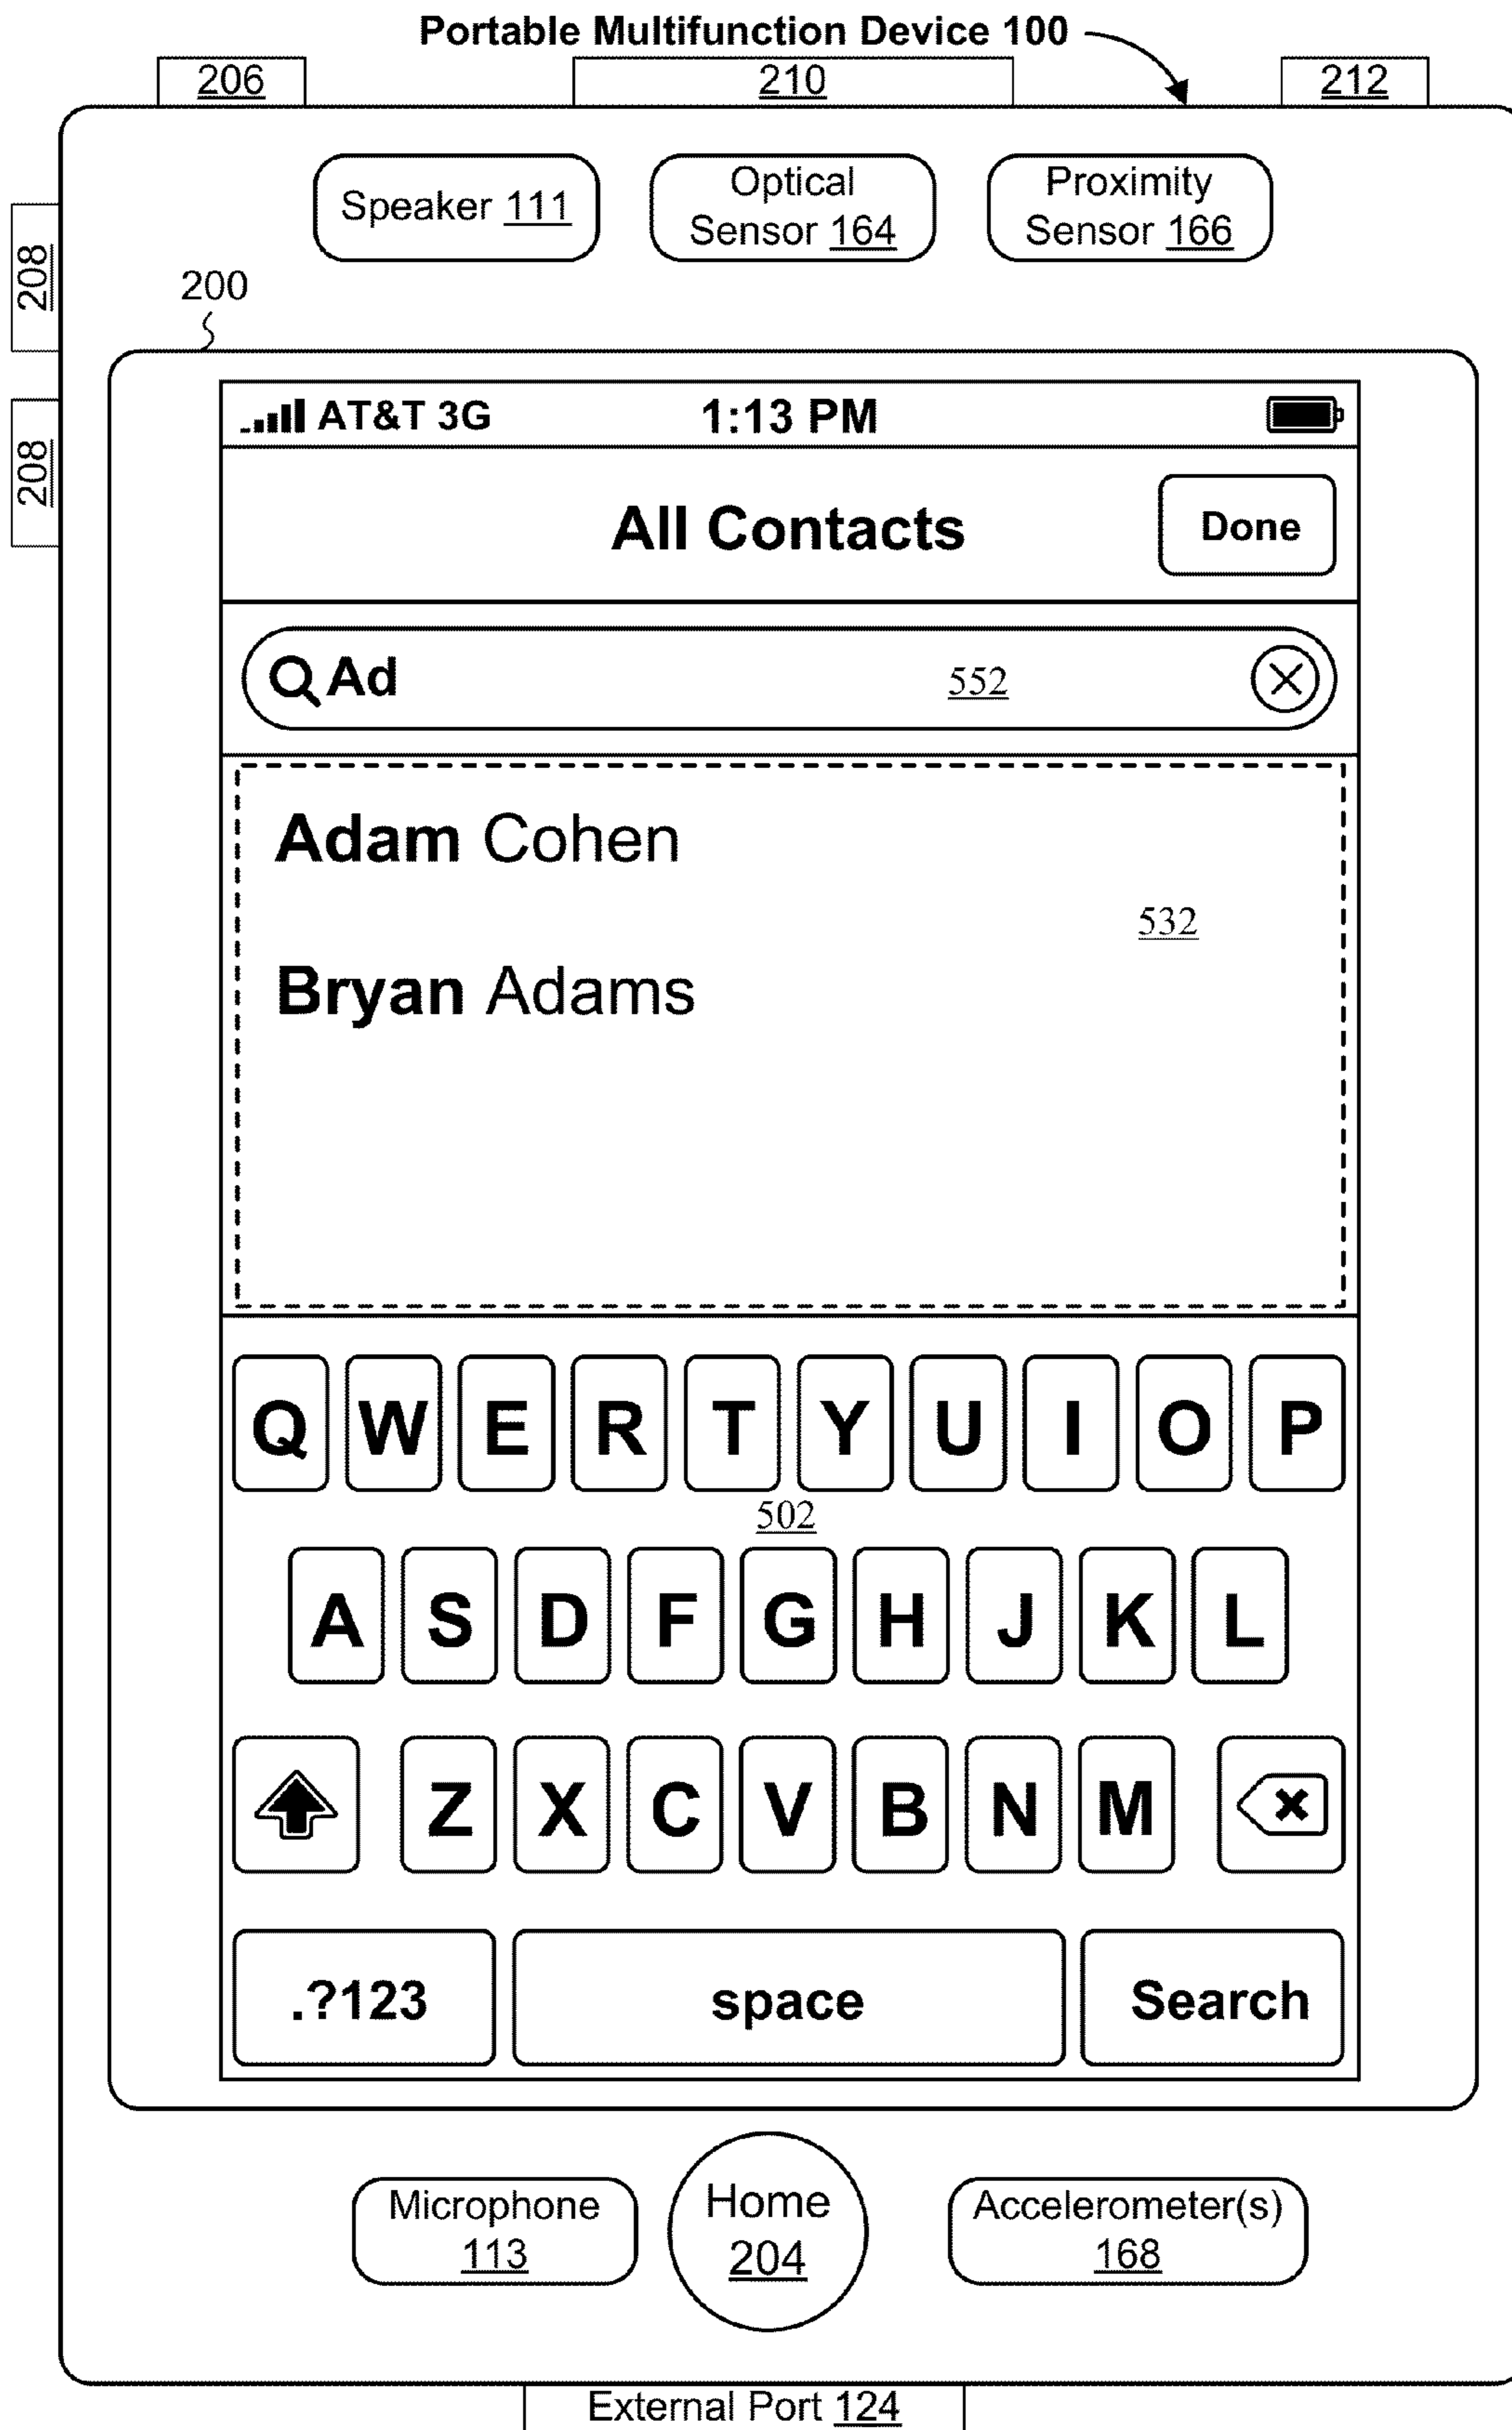 Portable Multifunction Device 100
206 210 212
Speaker 111
Optical
Sensor 164
Proximity
Sensor 166
208
200
208
AT&T 3G 1:13 PM
All Contacts Done
Ad 552
Adam Cohen
532
Bryan Adams
Q W E R T Y U I O P
502
A S D F G H J K L
Z X C V B N M
.?123 space Search
Microphone
113
Home
204
Accelerometer(s)
168
External Port 124